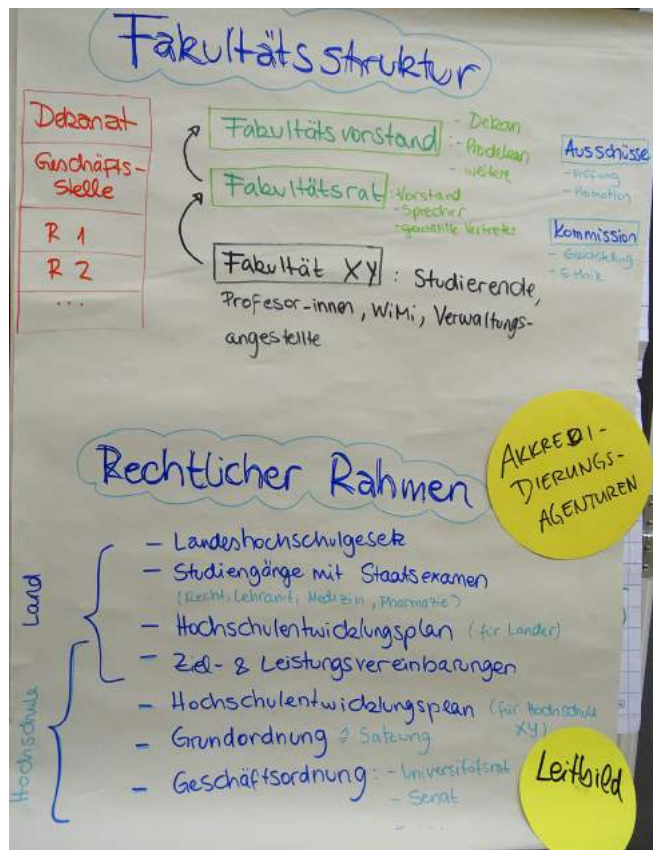 Fakultätsstruktur
Dekanat
Geschäfts-
stelle
R 1
R 2
...
Fakultätsvorstand
- Dekan
- Prodekan
- weitere
Fakultätsrat
: Vorstand
- Sprecher
- gewählte Vertreter
Fakultät XY : Studierende,
Profesor-innen, WiMi, Verwaltungs-
angestellte
Ausschüsse
- Prüfung
- Promotion
Kommission
- Ethik
Rechtlicher Rahmen
AKKREDI-
DIERUNGS-
AGENTUREN
Land
- Landeshochschulgesetz
- Studiengänge mit Staatsexamen
(Recht, Lehramt, Medizin, Pharmazie)
- Hochschulentwicklungsplan (für Länder)
- Ziel- & Leistungsvereinbarungen
Hochschule
- Hochschulentwicklungsplan (für Hochschule
XY)
- Grundordnung Satzung
- Geschäftsordnung : - Universitätsrat
- Senat
- ...
Leitbild